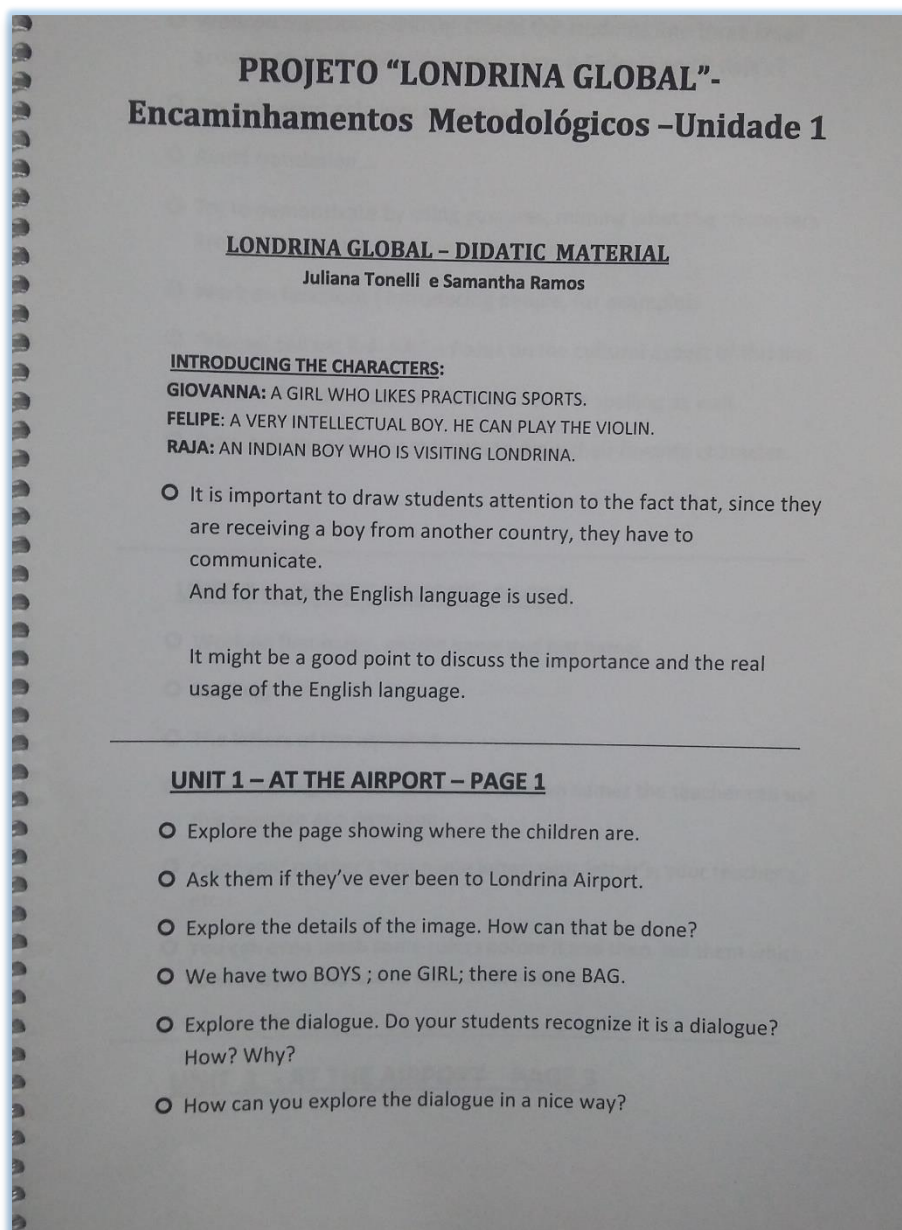 PROJETO “LONDRINA GLOBAL”-
Encaminhamentos Metodológicos –Unidade 1
LONDRINA GLOBAL – DIDATIC MATERIAL
Juliana Tonelli e Samantha Ramos
INTRODUCING THE CHARACTERS:
GIOVANNA: A GIRL WHO LIKES PRACTICING SPORTS.
FELIPE: A VERY INTELLECTUAL BOY. HE CAN PLAY THE VIOLIN.
RAJA: AN INDIAN BOY WHO IS VISITING LONDRINA.
It is important to draw students attention to the fact that, since they
are receiving a boy from another country, they have to
communicate.
And for that, the English language is used.
It might be a good point to discuss the importance and the real
usage of the English language.
UNIT 1 – AT THE AIRPORT – PAGE 1
Explore the page showing where the children are.
Ask them if they’ve ever been to Londrina Airport.
Explore the details of the image. How can that be done?
We have two BOYS ; one GIRL; there is one BAG.
Explore the dialogue. Do your students recognize it is a dialogue?
How? Why?
How can you explore the dialogue in a nice way?